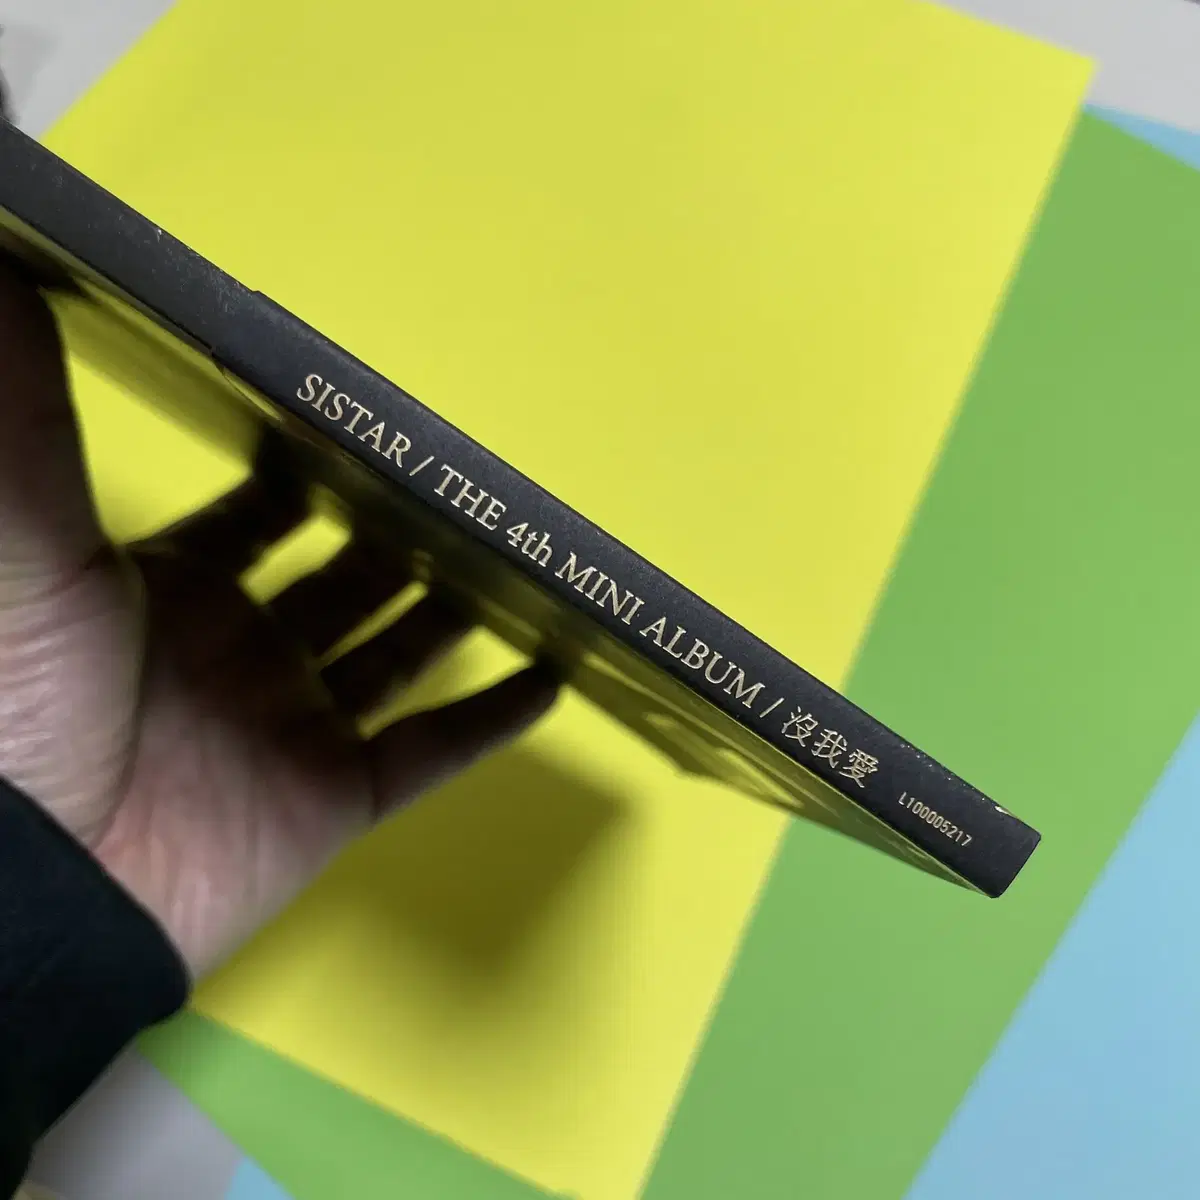 SISTAR / THE 4th MINI ALBUM / 沒我愛
L100005217